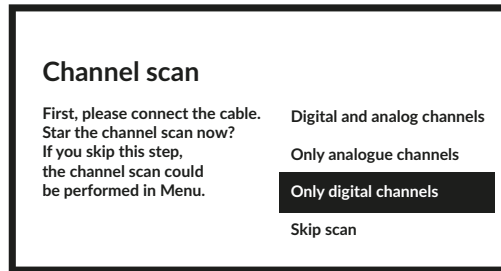 Channel scan
First, please connect the cable.
Star the channel scan now?
If you skip this step,
the channel scan could
be performed in Menu.
Digital and analog channels
Only analogue channels
Only digital channels
Skip scan